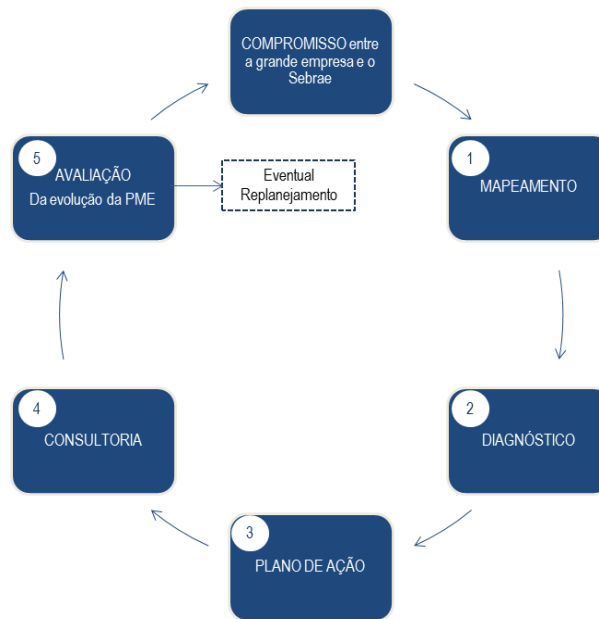 COMPROMISSO entre
a grande empresa e o
Sebrae
1
MAPEAMENTO
2
DIAGNÓSTICO
3
PLANO DE AÇÃO
4
CONSULTORIA
5
AVALIAÇÃO
Da evolução da PME
Eventual
Replanejamento